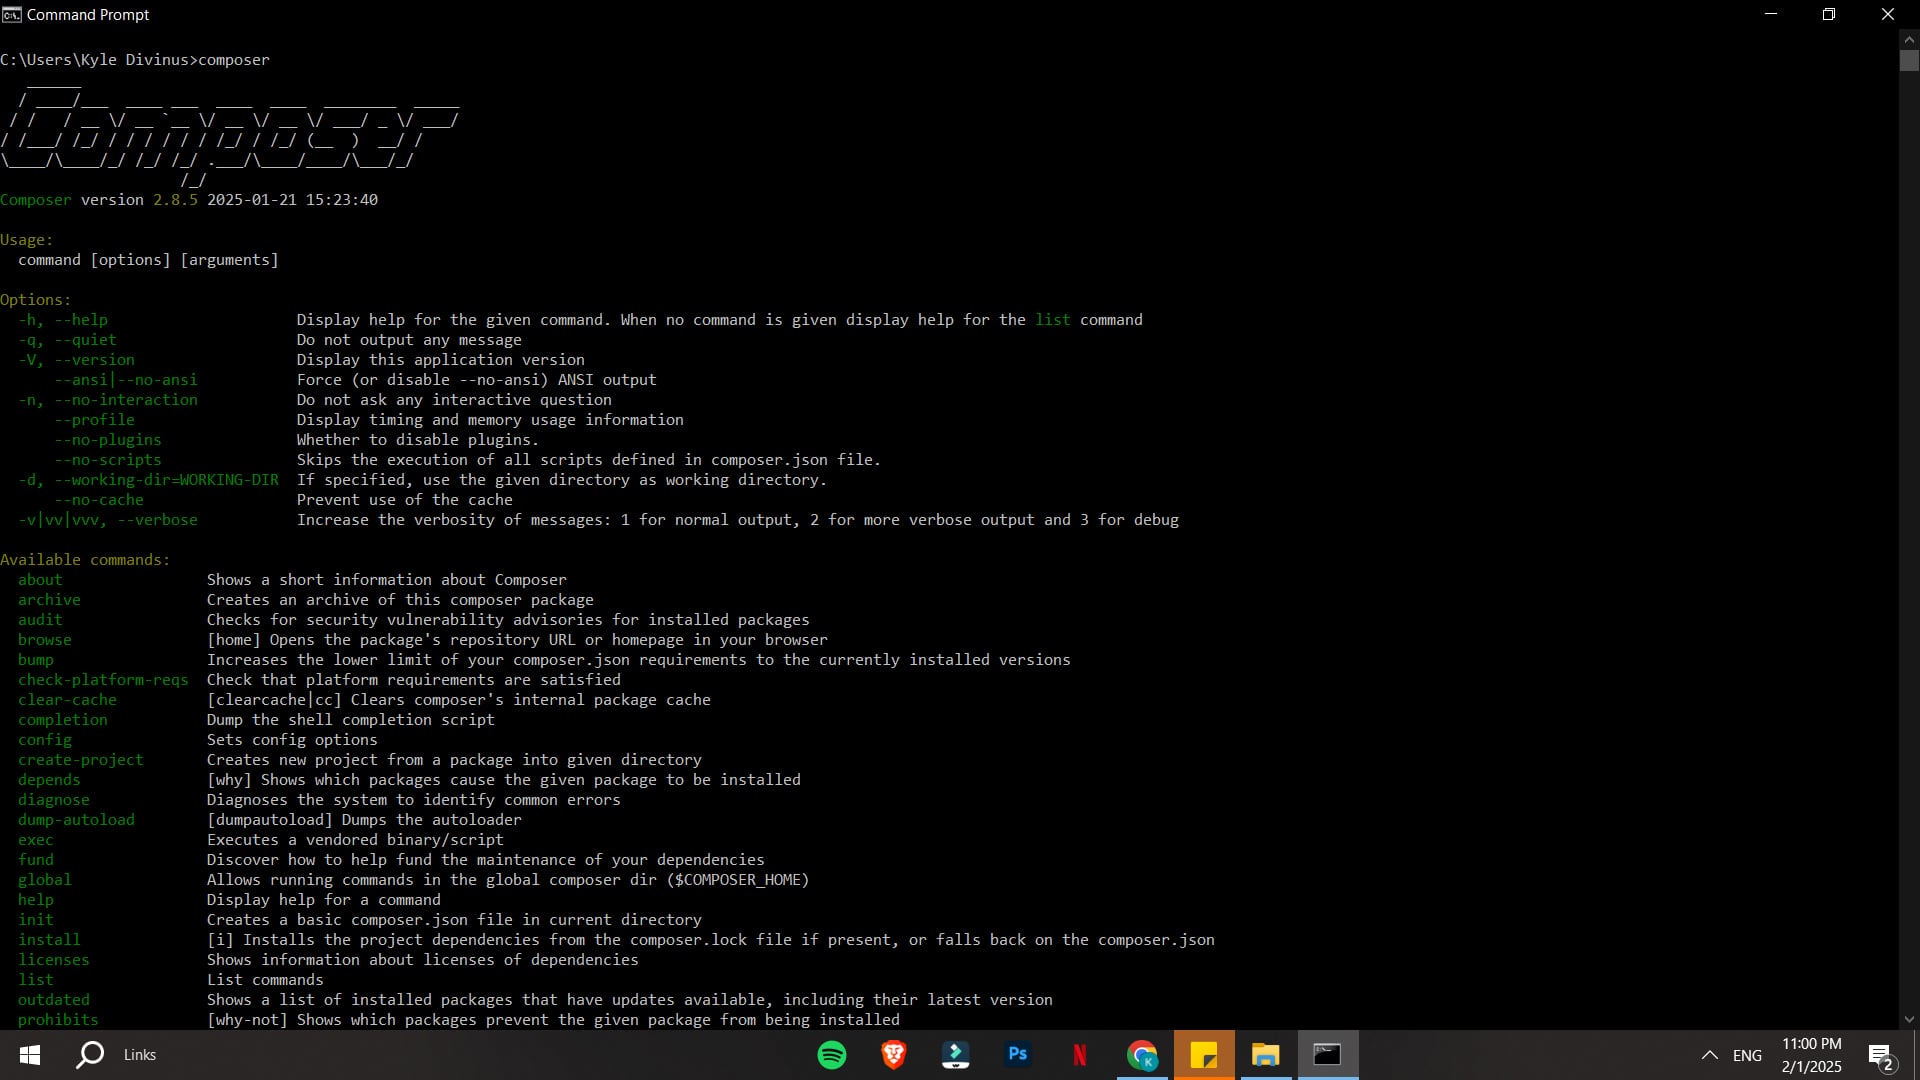 Command Prompt
C:\Users\Kyle Divinus>composer
   ______
  / ____/___  ____ ___  ____  ____  ________  _____
 / /   / __ \/ __ `__ \/ __ \/ __ \/ ___/ _ \/ ___/
/ /___/ /_/ / / / / / / /_/ / /_/ (__  )  __/ /
\____/\____/_/ /_/ /_/ .___/\____/____/\___/_/
                    /_/
Composer version 2.8.5 2025-01-21 15:23:40
Usage:
  command [options] [arguments]
Options:
  -h, --help                     Display help for the given command. When no command is given display help for the list command
  -q, --quiet                    Do not output any message
  -V, --version                  Display this application version
      --ansi|--no-ansi           Force (or disable --no-ansi) ANSI output
  -n, --no-interaction           Do not ask any interactive question
      --profile                  Display timing and memory usage information
      --no-plugins               Whether to disable plugins.
      --no-scripts               Skips the execution of all scripts defined in composer.json file.
  -d, --working-dir=WORKING-DIR  If specified, use the given directory as working directory.
      --no-cache                 Prevent use of the cache
  -v|vv|vvv, --verbose           Increase the verbosity of messages: 1 for normal output, 2 for more verbose output and 3 for debug
Available commands:
  about                Shows a short information about Composer
  archive              Creates an archive of this composer package
  audit                Checks for security vulnerability advisories for installed packages
  browse               [home] Opens the package's repository URL or homepage in your browser
  bump                 Increases the lower limit of your composer.json requirements to the currently installed versions
  check-platform-reqs  Check that platform requirements are satisfied
  clear-cache          [clearcache|cc] Clears composer's internal package cache
  completion           Dump the shell completion script
  config               Sets config options
  create-project       Creates new project from a package into given directory
  depends              [why] Shows which packages cause the given package to be installed
  diagnose             Diagnoses the system to identify common errors
  dump-autoload        [dumpautoload] Dumps the autoloader
  exec                 Executes a vendored binary/script
  fund                 Discover how to help fund the maintenance of your dependencies
  global               Allows running commands in the global composer dir ($COMPOSER_HOME)
  help                 Display help for a command
  init                 Creates a basic composer.json file in current directory
  install              [i] Installs the project dependencies from the composer.lock file if present, or falls back on the composer.json
  licenses             Shows information about licenses of dependencies
  list                 List commands
  outdated             Shows a list of installed packages that have updates available, including their latest version
  prohibits            [why-not] Shows which packages prevent the given package from being installed
Links
Ps
N
K
ENG
11:00 PM
2/1/2025
2